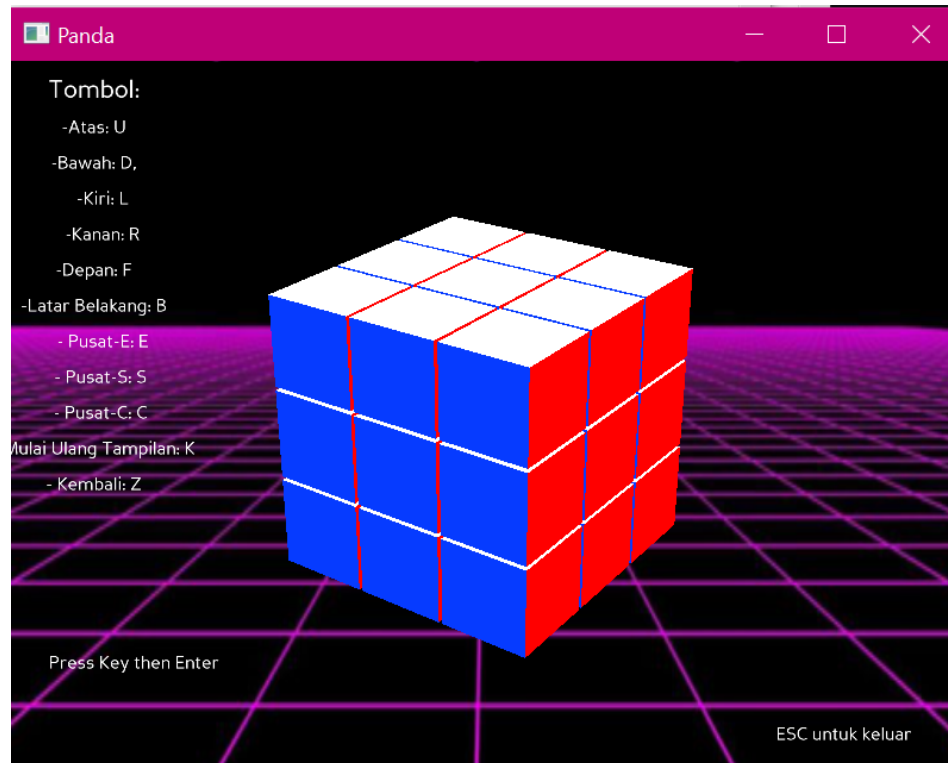 Panda
Tombol:
-Atas: U
-Bawah: D,
-Kiri: L
-Kanan: R
-Depan: F
-Latar Belakang: B
- Pusat-E: E
- Pusat-S: S
- Pusat-C: C
Mulai Ulang Tampilan: K
- Kembali: Z
Press Key then Enter
ESC untuk keluar